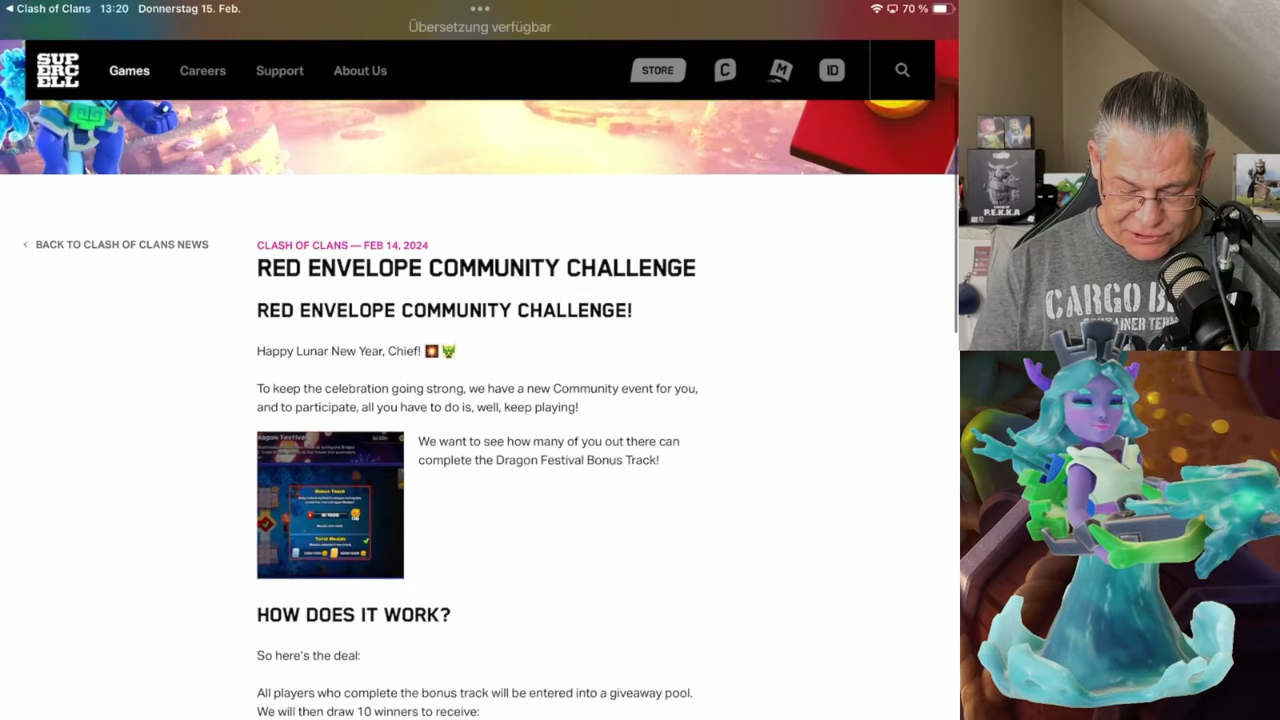 Clash of Clans 13:20 Donnerstag 15. Feb.
70 %
Übersetzung verfügbar
SUPERCELL
Games Careers Support About Us
STORE C M ID
BACK TO CLASH OF CLANS NEWS
CLASH OF CLANS — FEB 14, 2024
RED ENVELOPE COMMUNITY CHALLENGE
RED ENVELOPE COMMUNITY CHALLENGE!
Happy Lunar New Year, Chief!
To keep the celebration going strong, we have a new Community event for you,
and to participate, all you have to do is, well, keep playing!
Bonus Track
Total Medals
We want to see how many of you out there can
complete the Dragon Festival Bonus Track!
HOW DOES IT WORK?
So here's the deal:
All players who complete the bonus track will be entered into a giveaway pool.
We will then draw 10 winners to receive:
P.E.K.K.A
CARGO